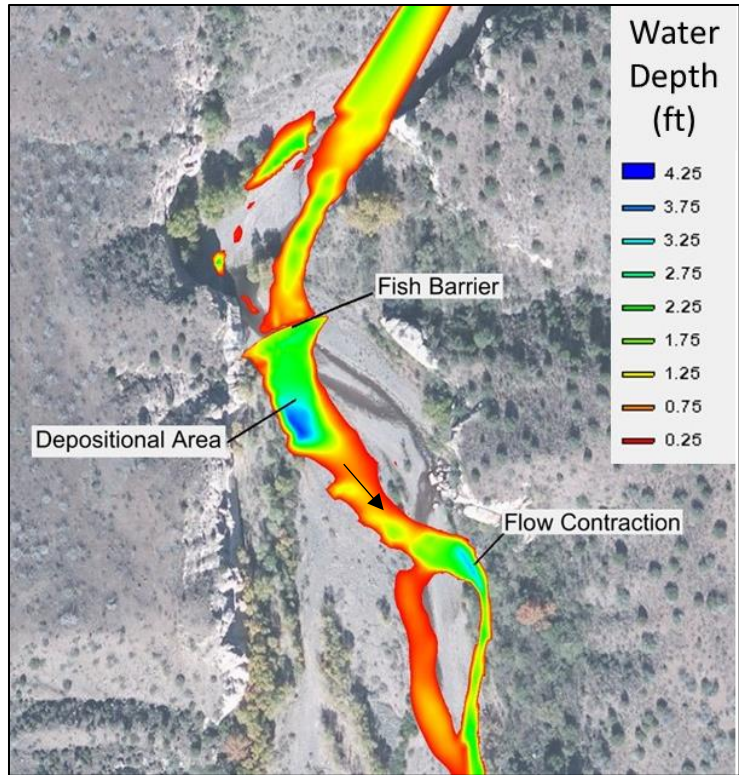 Water
Depth
(ft)
4.25
3.75
3.25
2.75
2.25
1.75
1.25
0.75
0.25
Fish Barrier
Depositional Area
Flow Contraction